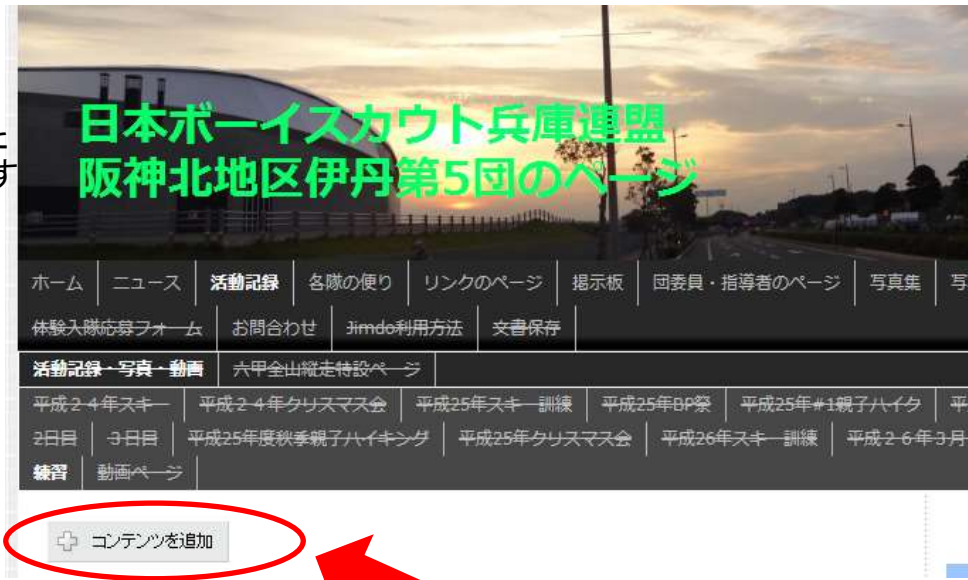 日本ボーイスカウト兵庫連盟
阪神北地区伊丹第5団のページ
す
ホーム ニュース 活動記録 各隊の便り リンクのページ 掲示板 団委員・指導者のページ 写真集 写
体験入隊応募フォーム お問合わせ Jimdo利用方法 文書保存
活動記録・写真・動画 六甲全山縦走特設ページ
平成24年スキー 平成24年クリスマス会 平成25年スキー 訓練 平成25年BP祭 平成25年#1親子ハイク 平
2日目 3日目 平成25年度秋季親子ハイキング 平成25年クリスマス会 平成26年スキー 訓練 平成26年3月
練習 動画ページ
コンテンツを追加